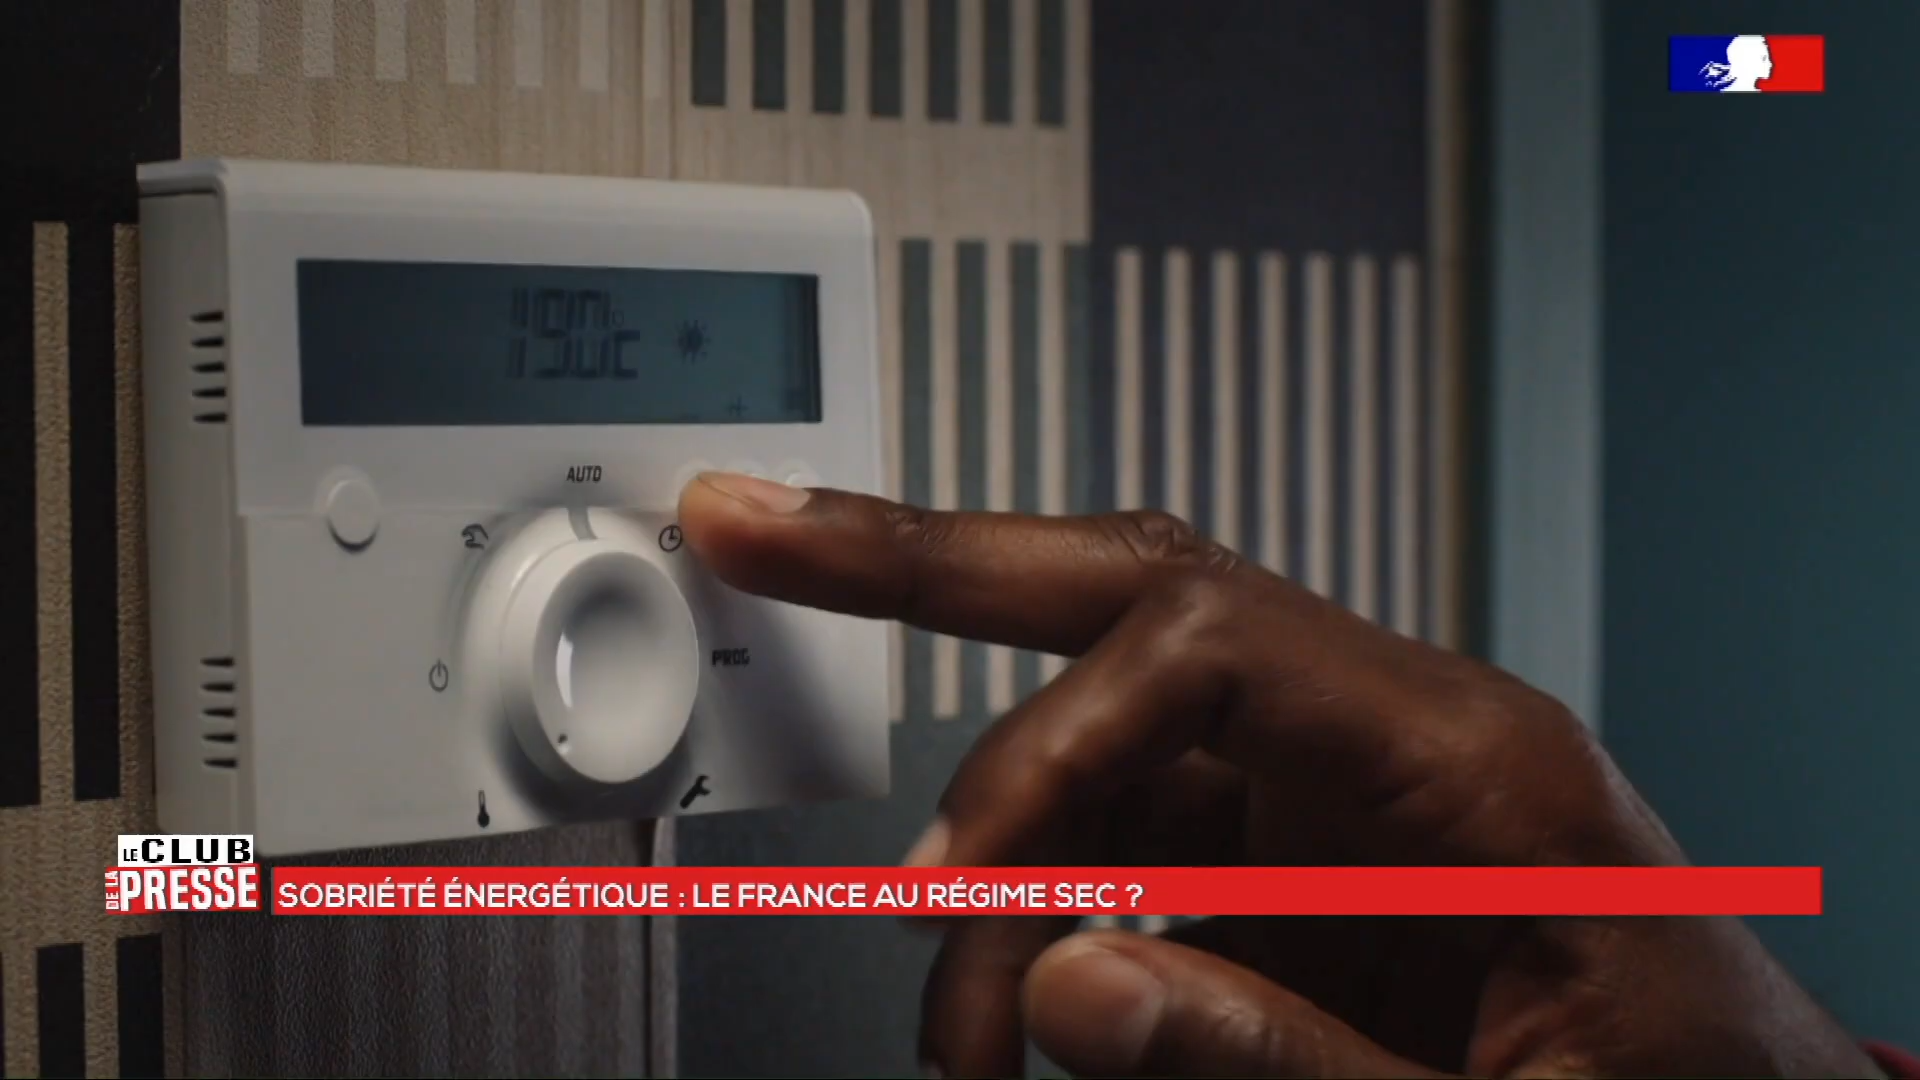 19.0°C
AUTO
PROG
LE CLUB
DE LA PRESSE
SOBRIÉTÉ ÉNERGÉTIQUE : LE FRANCE AU RÉGIME SEC ?